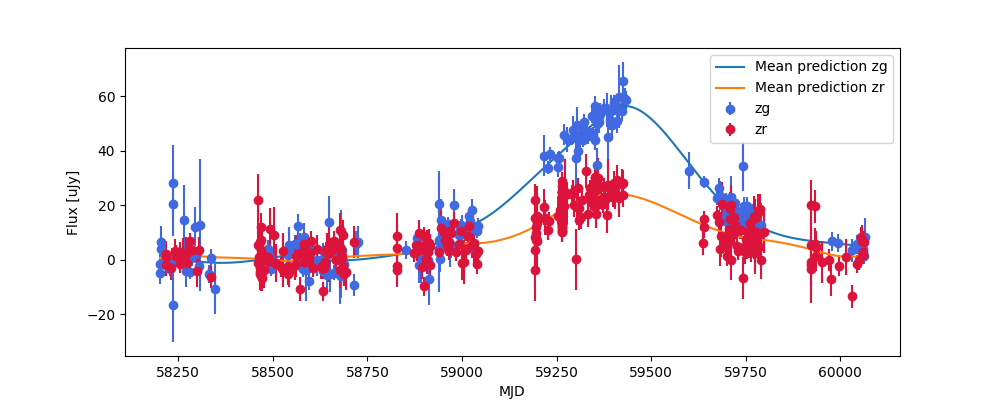 Mean prediction zg
Mean prediction zr
zg
zr
Flux [uJy]
60
40
20
0
−20
58250 58500 58750 59000 59250 59500 59750 60000
MJD